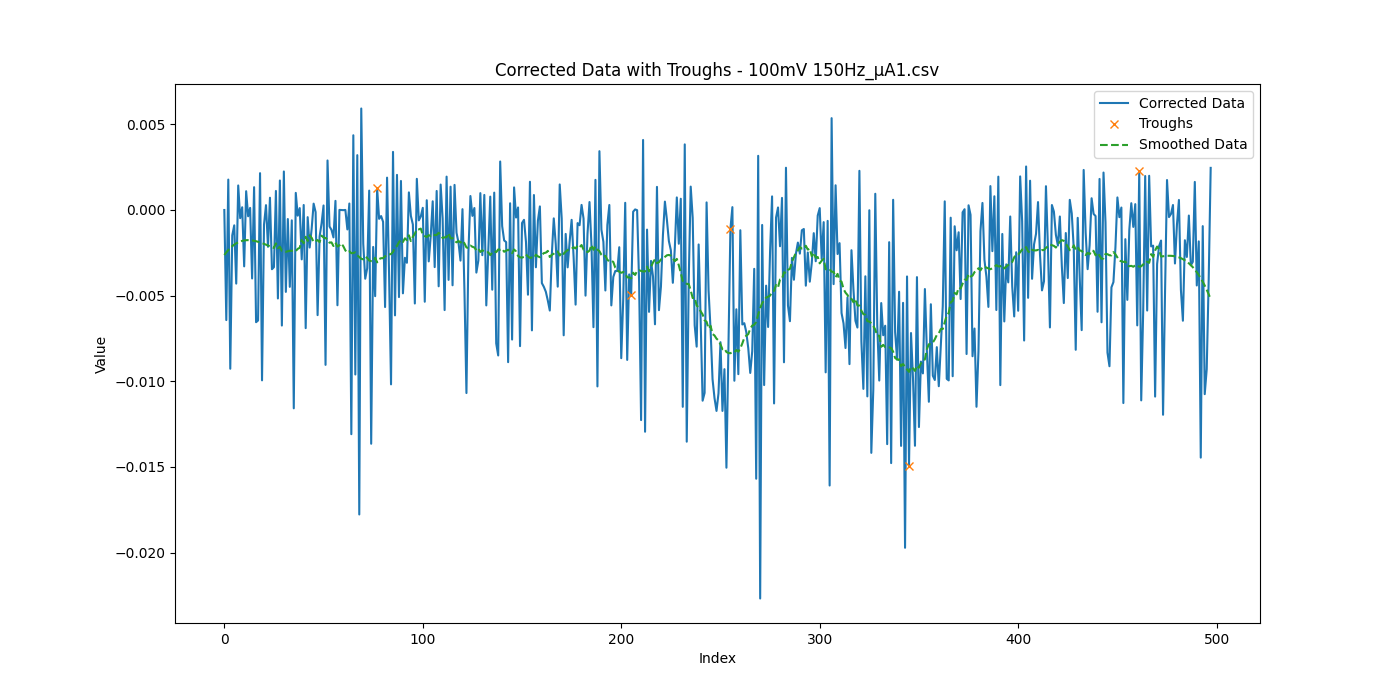 Corrected Data with Troughs - 100mV 150Hz_µA1.csv
Corrected Data
Troughs
Smoothed Data
0.005
0.000
−0.005
−0.010
−0.015
−0.020
Value
0
100
200
300
400
500
Index